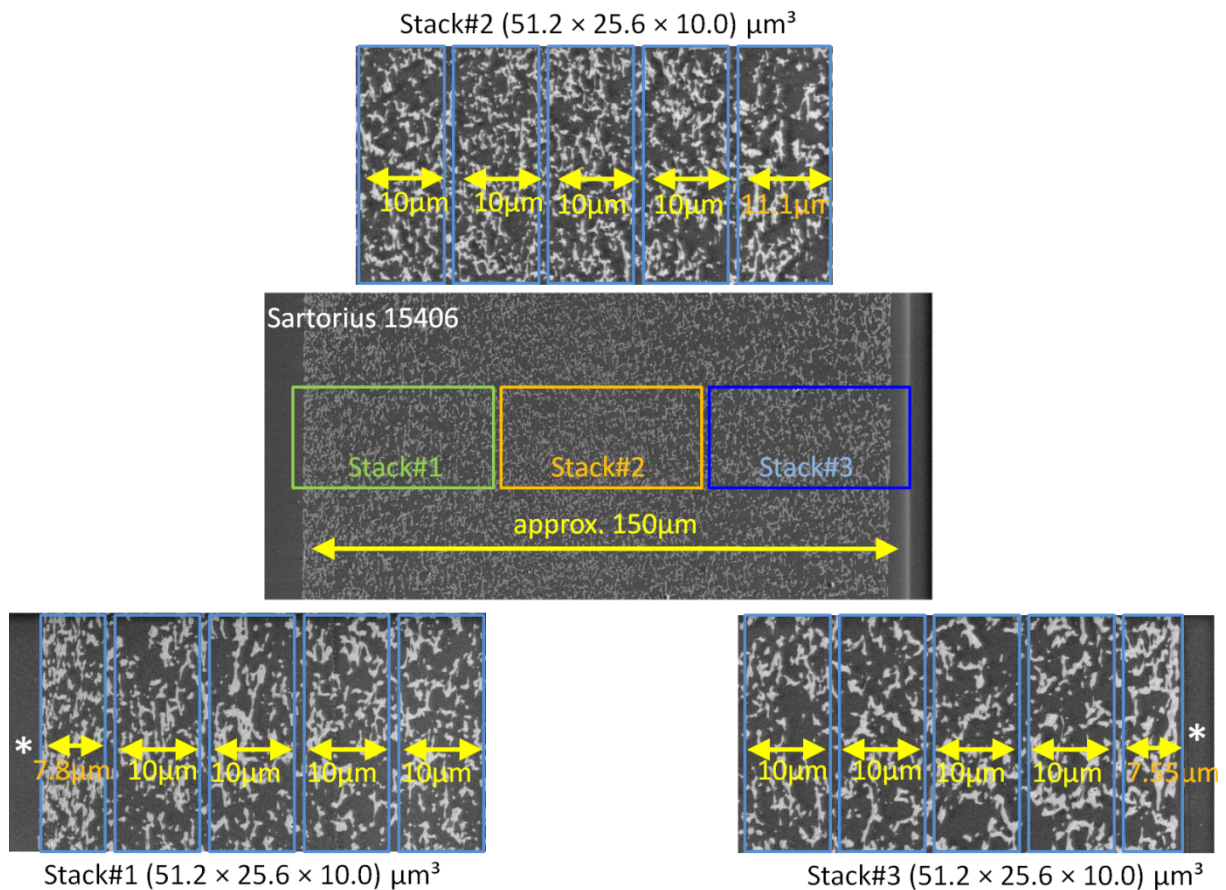 Stack#2 (51.2 × 25.6 × 10.0) µm³
10µm 10µm 10µm 10µm 11.1µm
Sartorius 15406
Stack#1 Stack#2 Stack#3
approx. 150µm
* 7.8µm 10µm 10µm 10µm 10µm
Stack#1 (51.2 × 25.6 × 10.0) µm³
10µm 10µm 10µm 10µm 7.55µm *
Stack#3 (51.2 × 25.6 × 10.0) µm³